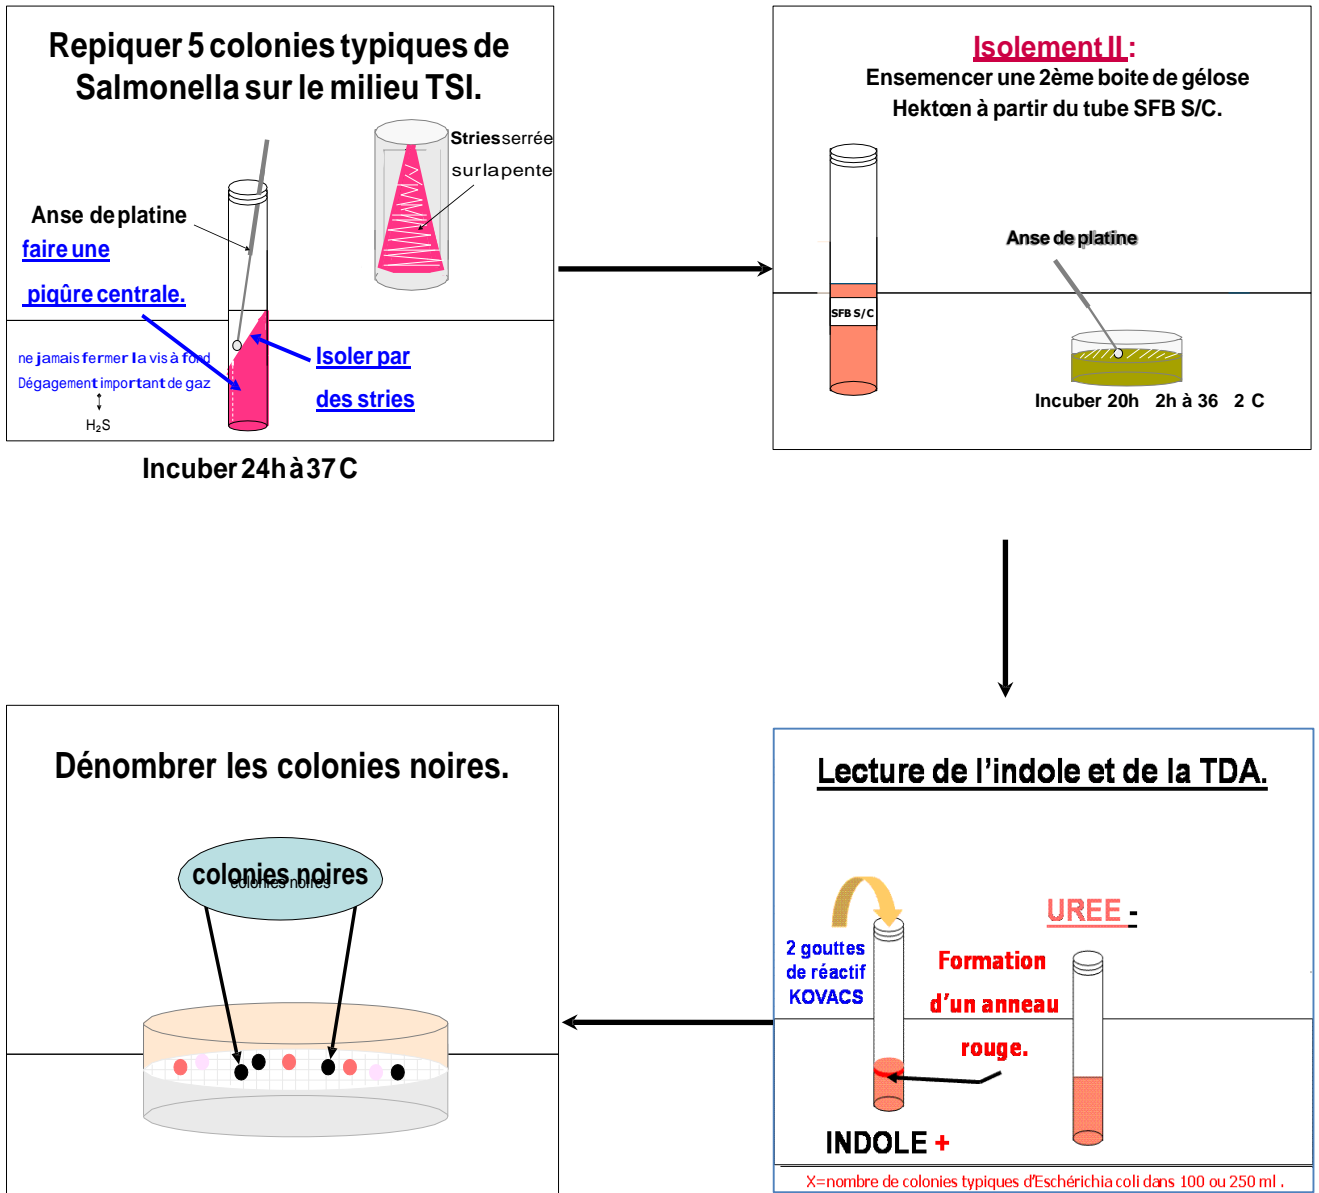 Repiquer 5 colonies typiques de
Salmonella sur le milieu TSI.
Stries serrée
sur la pente
Anse de platine
faire une
piqûre centrale.
ne jamais fermer la vis à fond
Dégagement important de gaz
H₂S
Isoler par
des stries
Incuber 24h à 37 C
Isolement II :
Ensemencer une 2ème boite de gélose
Hektœn à partir du tube SFB S/C.
Anse de platine
SFB S/C
Incuber 20h 2h à 36 2 C
Dénombrer les colonies noires.
colonies noires
colonies noires
Lecture de l'indole et de la TDA.
UREE -
2 gouttes
de réactif
KOVACS
Formation
d'un anneau
rouge.
INDOLE +
X=nombre de colonies typiques d'Eschérichia coli dans 100 ou 250 ml .